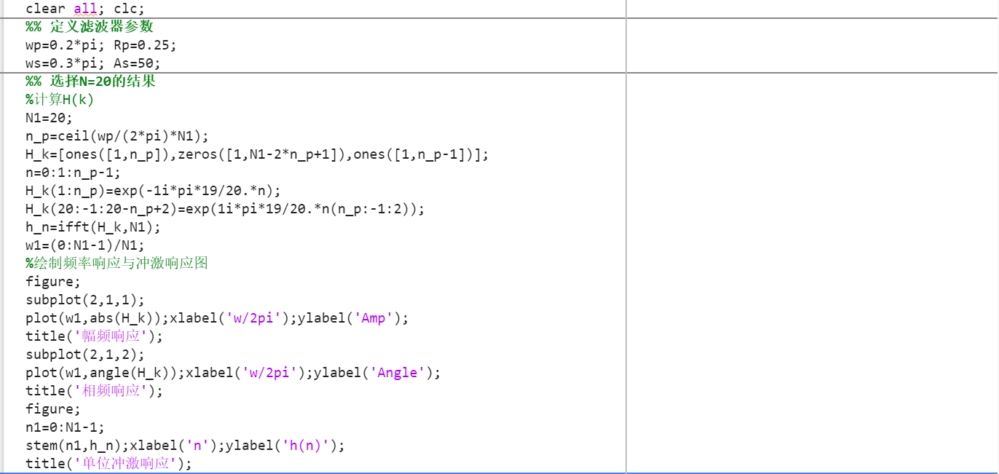 clear all; clc;
%% 定义滤波器参数
wp=0.2*pi; Rp=0.25;
ws=0.3*pi; As=50;
%% 选择N=20的结果
%计算H(k)
N1=20;
n_p=ceil(wp/(2*pi)*N1);
H_k=[ones([1,n_p]),zeros([1,N1-2*n_p+1]),ones([1,n_p-1])];
n=0:1:n_p-1;
H_k(1:n_p)=exp(-1i*pi*19/20.*n);
H_k(20:-1:20-n_p+2)=exp(1i*pi*19/20.*n(n_p:-1:2));
h_n=ifft(H_k,N1);
w1=(0:N1-1)/N1;
%绘制频率响应与冲激响应图
figure;
subplot(2,1,1);
plot(w1,abs(H_k));xlabel('w/2pi');ylabel('Amp');
title('幅频响应');
subplot(2,1,2);
plot(w1,angle(H_k));xlabel('w/2pi');ylabel('Angle');
title('相频响应');
figure;
n1=0:N1-1;
stem(n1,h_n);xlabel('n');ylabel('h(n)');
title('单位冲激响应');